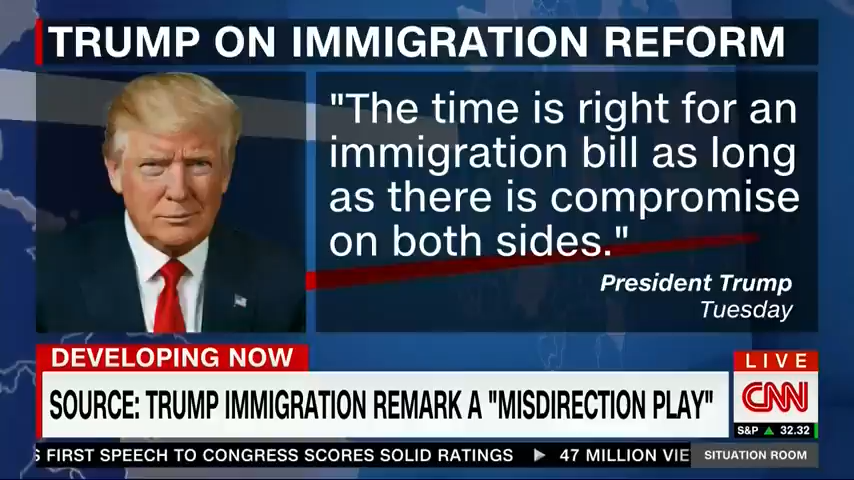 TRUMP ON IMMIGRATION REFORM
"The time is right for an
immigration bill as long
as there is compromise
on both sides."
President Trump
Tuesday
DEVELOPING NOW
SOURCE: TRUMP IMMIGRATION REMARK A "MISDIRECTION PLAY"
LIVE
CNN
S&P ▲ 32.32
FIRST SPEECH TO CONGRESS SCORES SOLID RATINGS ▶ 47 MILLION VIE
SITUATION ROOM